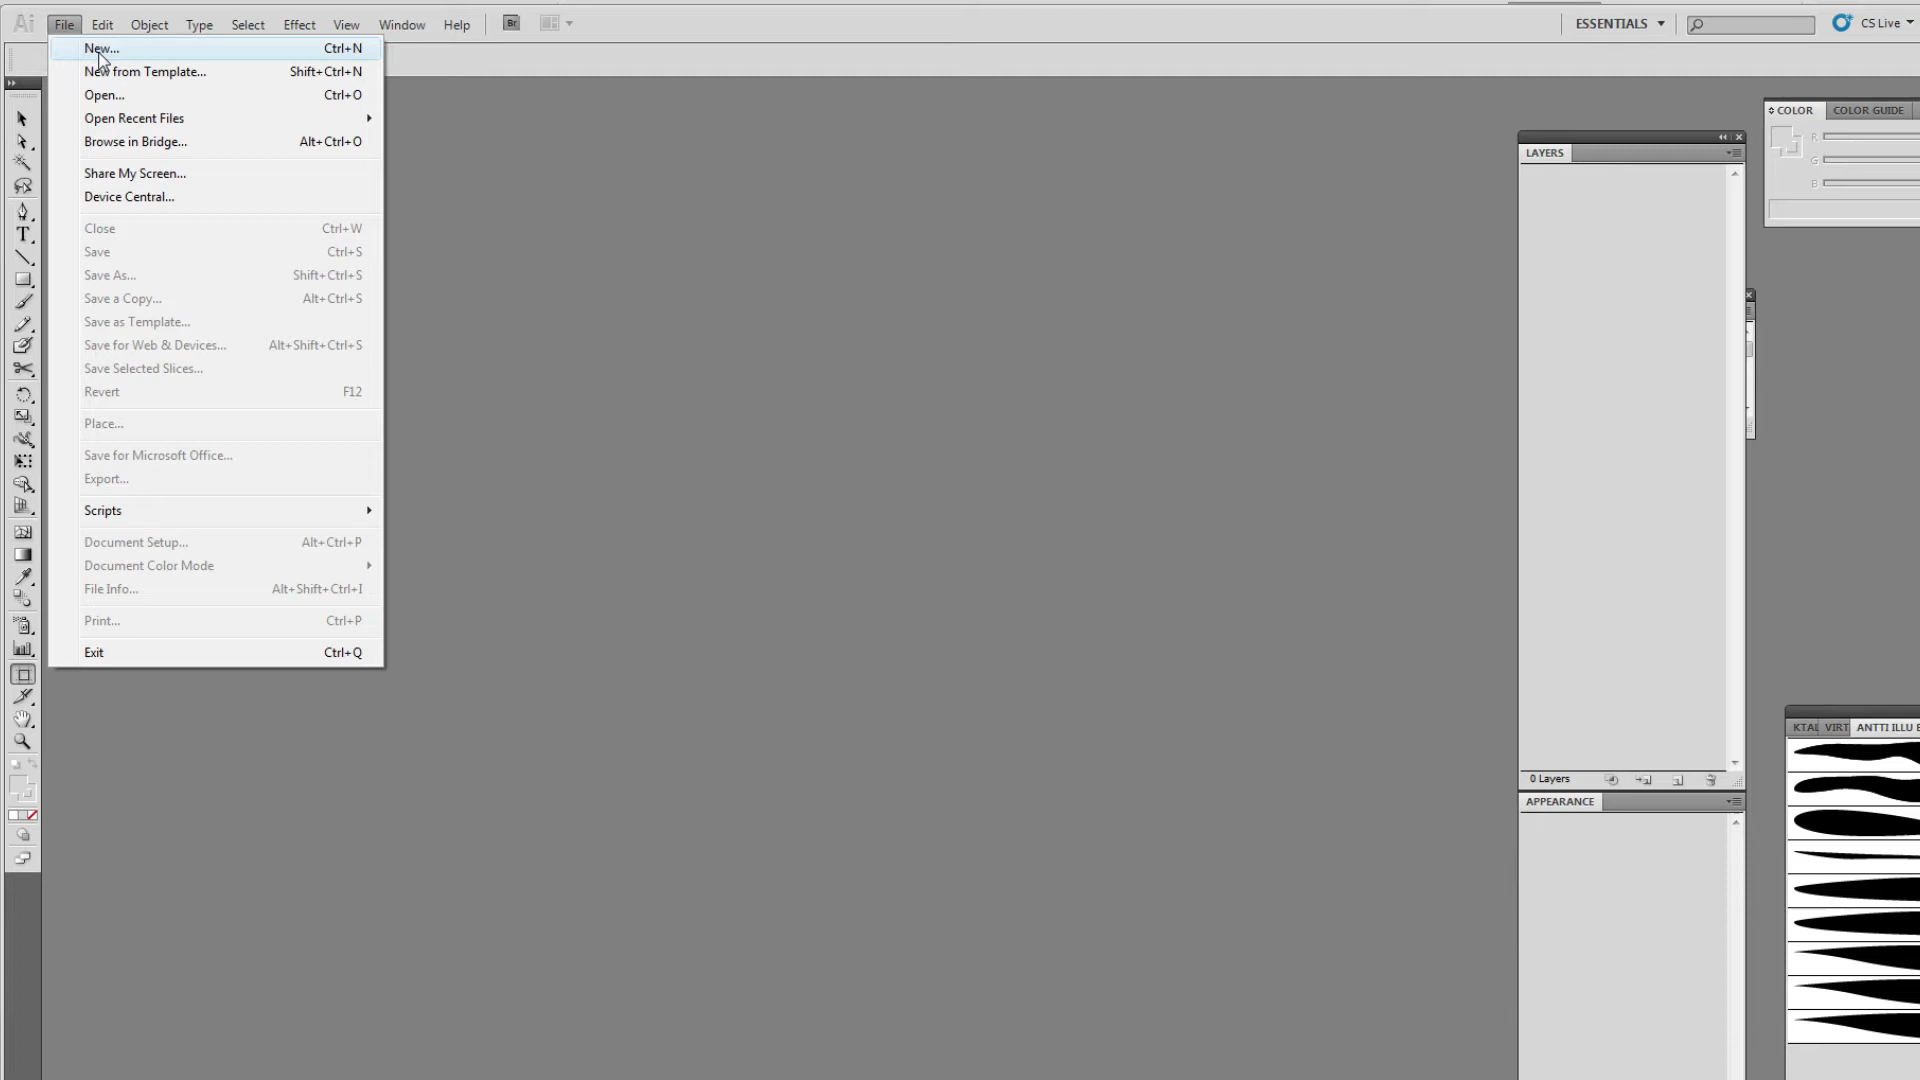 Ai File Edit Object Type Select Effect View Window Help Br ESSENTIALS CS Live
New... Ctrl+N
New from Template... Shift+Ctrl+N
Open... Ctrl+O
Open Recent Files
Browse in Bridge... Alt+Ctrl+O
Share My Screen...
Device Central...
Close Ctrl+W
Save Ctrl+S
Save As... Shift+Ctrl+S
Save a Copy... Alt+Ctrl+S
Save as Template...
Save for Web & Devices... Alt+Shift+Ctrl+S
Save Selected Slices...
Revert F12
Place...
Save for Microsoft Office...
Export...
Scripts
Document Setup... Alt+Ctrl+P
Document Color Mode
File Info... Alt+Shift+Ctrl+I
Print... Ctrl+P
Exit Ctrl+Q
T
LAYERS
0 Layers
APPEARANCE
COLOR COLOR GUIDE
R
G
B
KTAI VIRT ANTTI ILLU